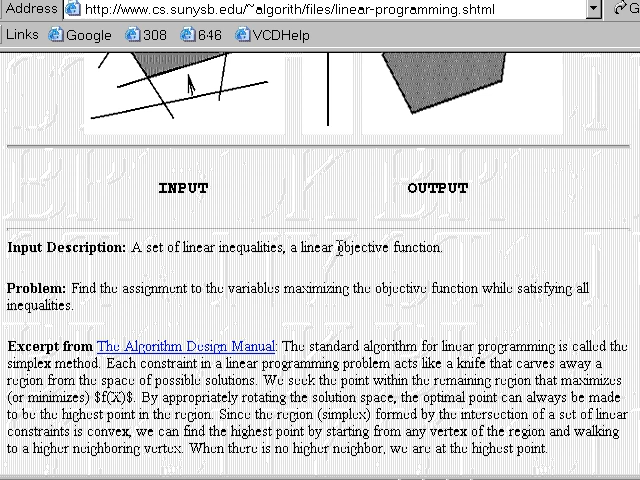 Address http://www.cs.sunysb.edu/~algorith/files/linear-programming.shtml G
Links Google 308 646 VCDHelp
INPUT OUTPUT
Input Description: A set of linear inequalities, a linear objective function.
Problem: Find the assignment to the variables maximizing the objective function while satisfying all
inequalities.
Excerpt from The Algorithm Design Manual: The standard algorithm for linear programming is called the
simplex method. Each constraint in a linear programming problem acts like a knife that carves away a
region from the space of possible solutions. We seek the point within the remaining region that maximizes
(or minimizes) $f(X)$. By appropriately rotating the solution space, the optimal point can always be made
to be the highest point in the region. Since the region (simplex) formed by the intersection of a set of linear
constraints is convex, we can find the highest point by starting from any vertex of the region and walking
to a higher neighboring vertex. When there is no higher neighbor, we are at the highest point.